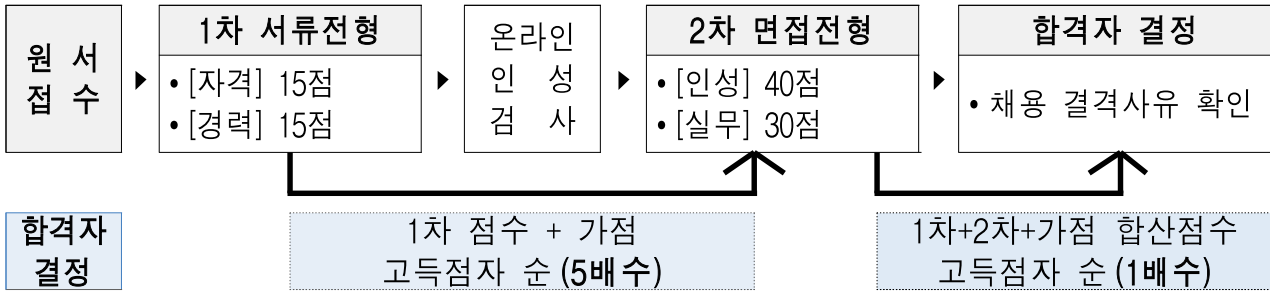 원 서
접 수
1차 서류전형
• [자격] 15점
• [경력] 15점
온라인
인 성
검 사
2차 면접전형
• [인성] 40점
• [실무] 30점
합격자 결정
• 채용 결격사유 확인
합격자
결정
1차 점수 + 가점
고득점자 순 (5배수)
1차+2차+가점 합산점수
고득점자 순 (1배수)